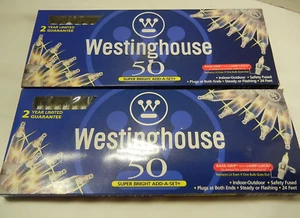 2 YEAR LIMITED
GUARANTEE
Westinghouse
50
SUPER BRIGHT ADD-A-SET
• Indoor-Outdoor • Safety Fused
• Plugs at Both Ends • Steady or Flashing • 24 Feet
2 YEAR LIMITED
GUARANTEE
Westinghouse
50
SUPER BRIGHT ADD-A-SET
• Indoor-Outdoor • Safety Fused
• Plugs at Both Ends • Steady or Flashing • 24 Feet